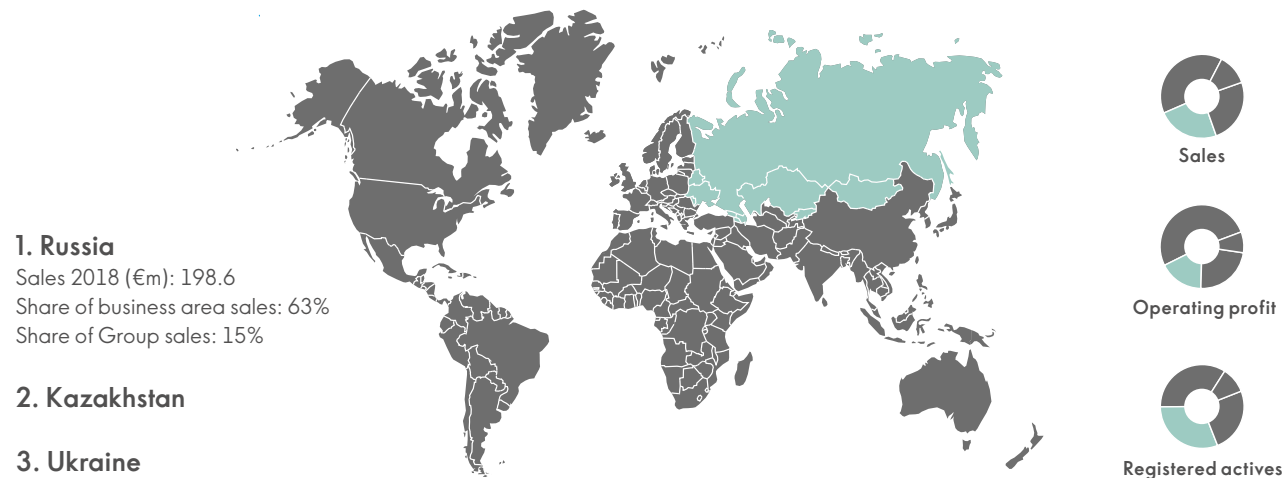 1. Russia
Sales 2018 (€m): 198.6
Share of business area sales: 63%
Share of Group sales: 15%
2. Kazakhstan
3. Ukraine
Sales
Operating profit
Registered actives